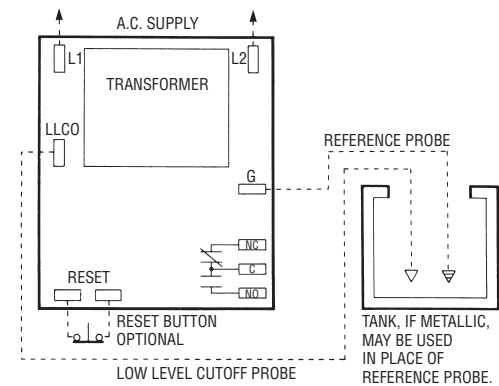 A.C. SUPPLY
L1
L2
TRANSFORMER
LLCO
REFERENCE PROBE
G
NC
C
NO
RESET
RESET BUTTON
OPTIONAL
TANK, IF METALLIC,
MAY BE USED
IN PLACE OF
REFERENCE PROBE.
LOW LEVEL CUTOFF PROBE